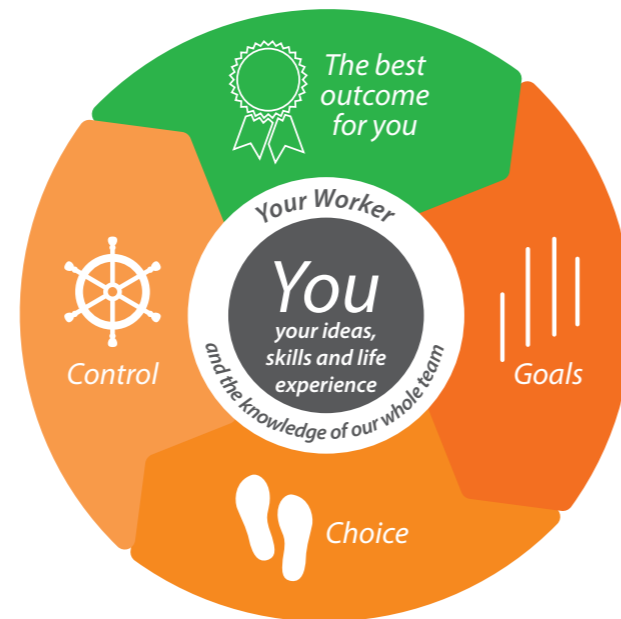 The best
outcome
for you
Your Worker
You
your ideas,
skills and life
experience
and the knowledge of our whole team
Control
Goals
Choice